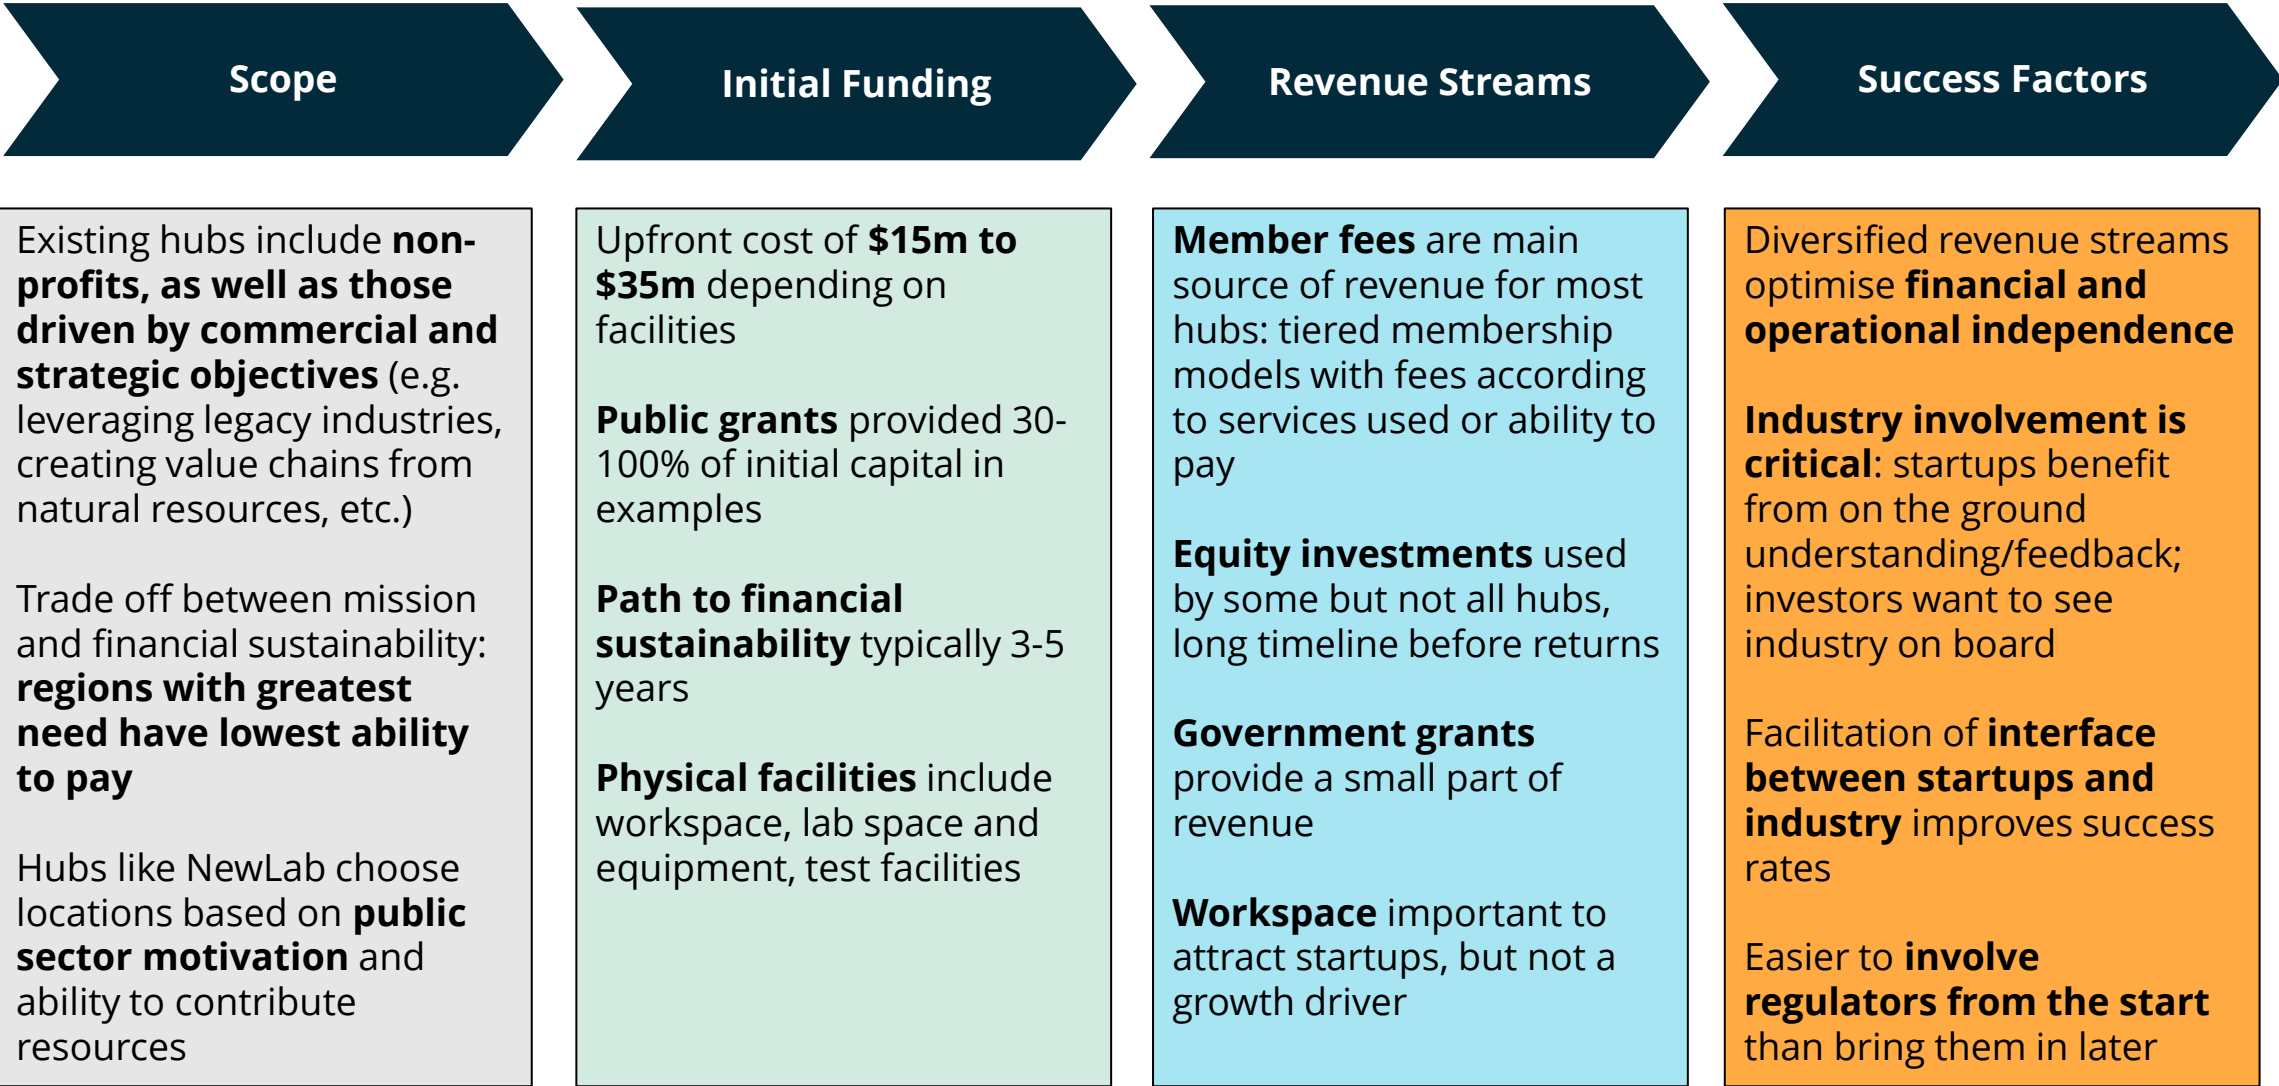 Scope
Initial Funding
Revenue Streams
Success Factors
Existing hubs include non-
profits, as well as those
driven by commercial and
strategic objectives (e.g.
leveraging legacy industries,
creating value chains from
natural resources, etc.)
Trade off between mission
and financial sustainability:
regions with greatest
need have lowest ability
to pay
Hubs like NewLab choose
locations based on public
sector motivation and
ability to contribute
resources
Upfront cost of $15m to
$35m depending on
facilities
Public grants provided 30-
100% of initial capital in
examples
Path to financial
sustainability typically 3-5
years
Physical facilities include
workspace, lab space and
equipment, test facilities
Member fees are main
source of revenue for most
hubs: tiered membership
models with fees according
to services used or ability to
pay
Equity investments used
by some but not all hubs,
long timeline before returns
Government grants
provide a small part of
revenue
Workspace important to
attract startups, but not a
growth driver
Diversified revenue streams
optimise financial and
operational independence
Industry involvement is
critical: startups benefit
from on the ground
understanding/feedback;
investors want to see
industry on board
Facilitation of interface
between startups and
industry improves success
rates
Easier to involve
regulators from the start
than bring them in later